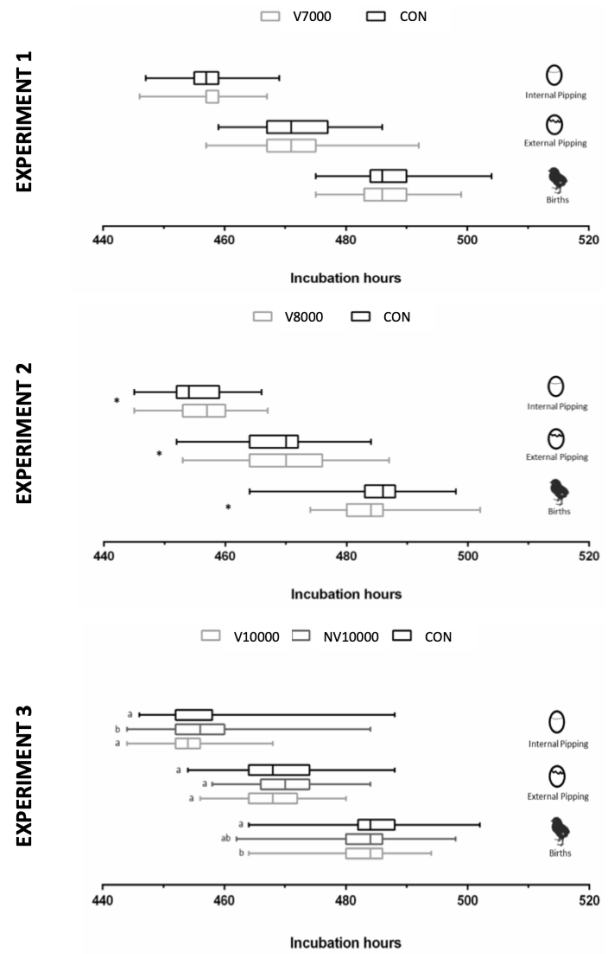 EXPERIMENT 1
V7000 CON
Internal Pipping
External Pipping
Births
440 460 480 500 520
Incubation hours
EXPERIMENT 2
V8000 CON
*
Internal Pipping
*
External Pipping
*
Births
440 460 480 500 520
Incubation hours
EXPERIMENT 3
V10000 NV10000 CON
a
b
a
Internal Pipping
a
a
a
External Pipping
a
ab
b
Births
440 460 480 500 520
Incubation hours